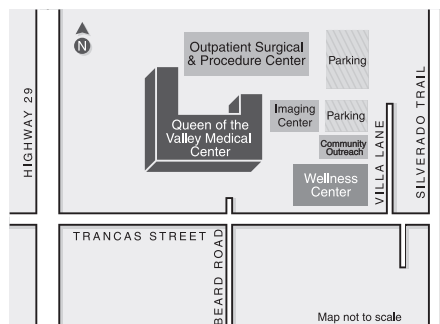 N
Outpatient Surgical
& Procedure Center
Parking
HIGHWAY 29
Imaging
Center
Parking
Queen of the
Valley Medical
Center
Community
Outreach
Wellness
Center
VILLA LANE
SILVERADO TRAIL
TRANCAS STREET
BEARD ROAD
Map not to scale